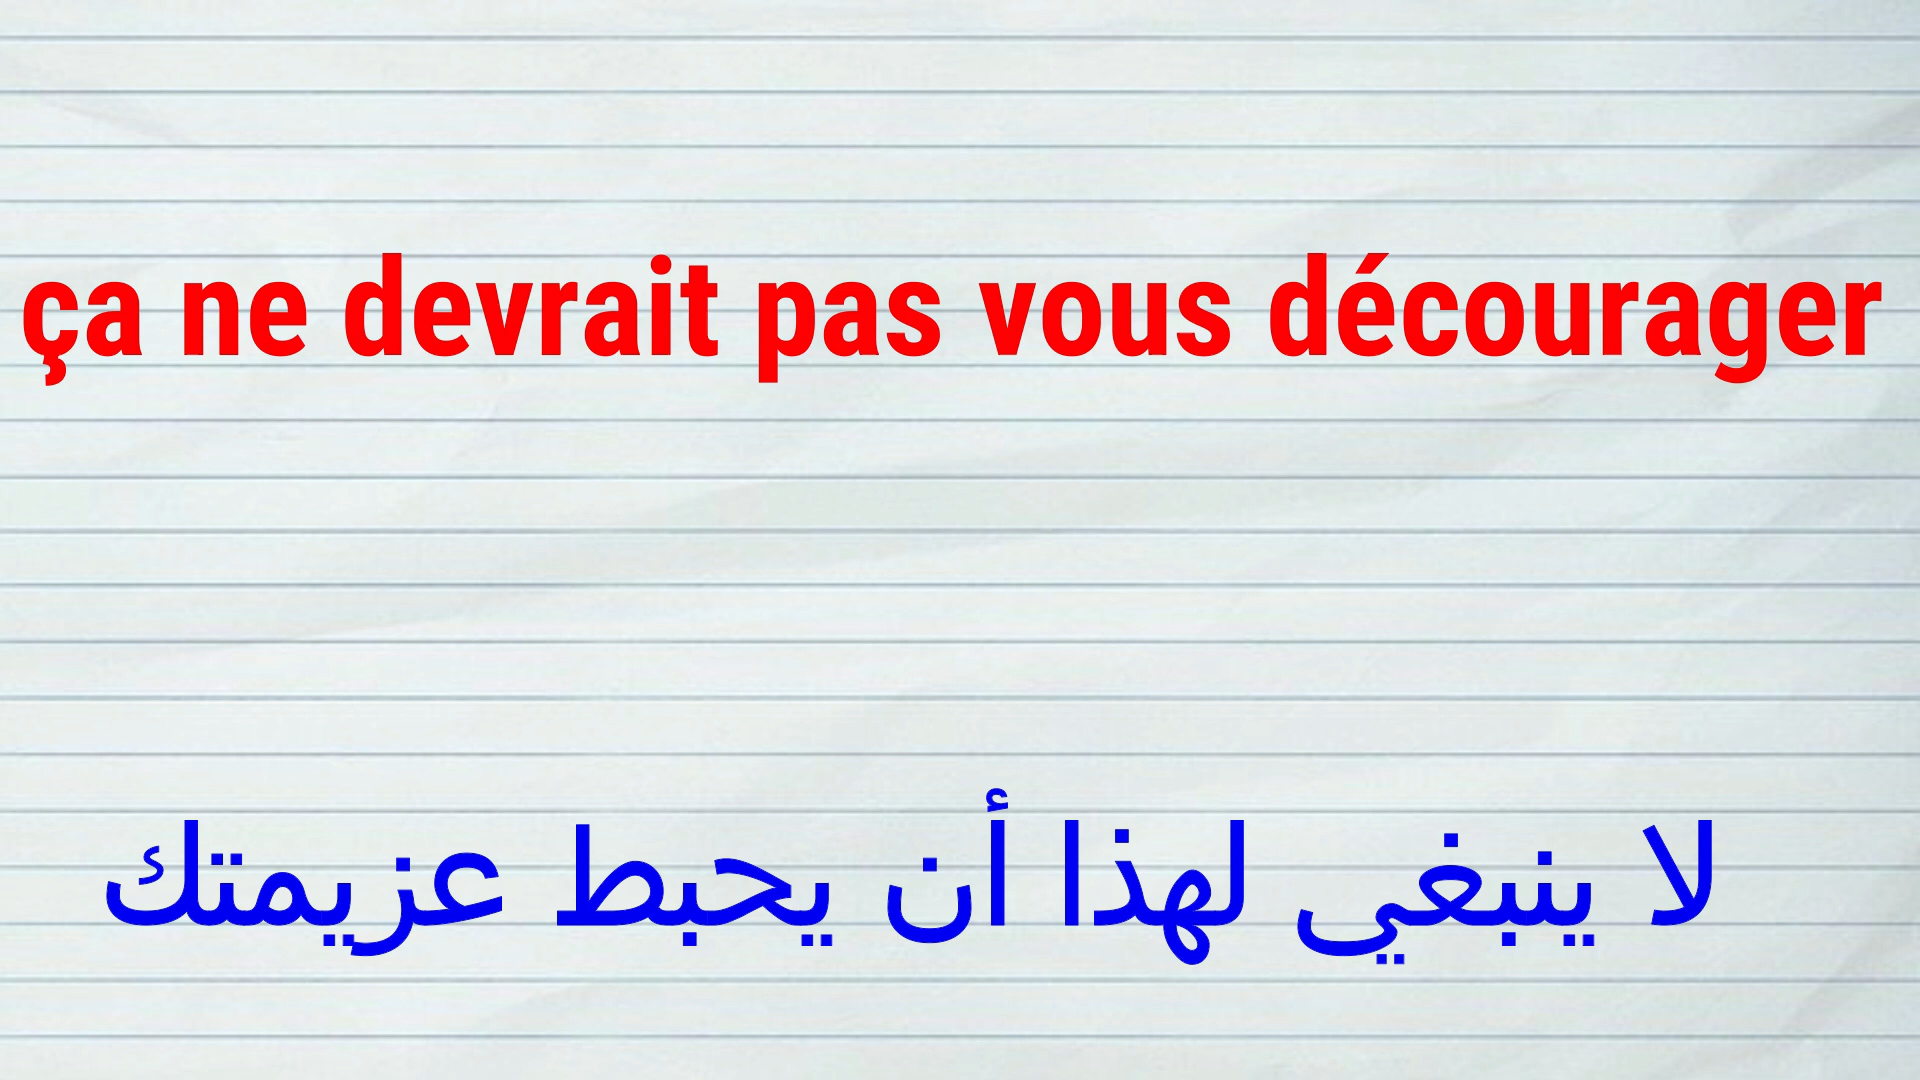 ça ne devrait pas vous décourager
لا ينبغي لهذا أن يحبط عزيمتك